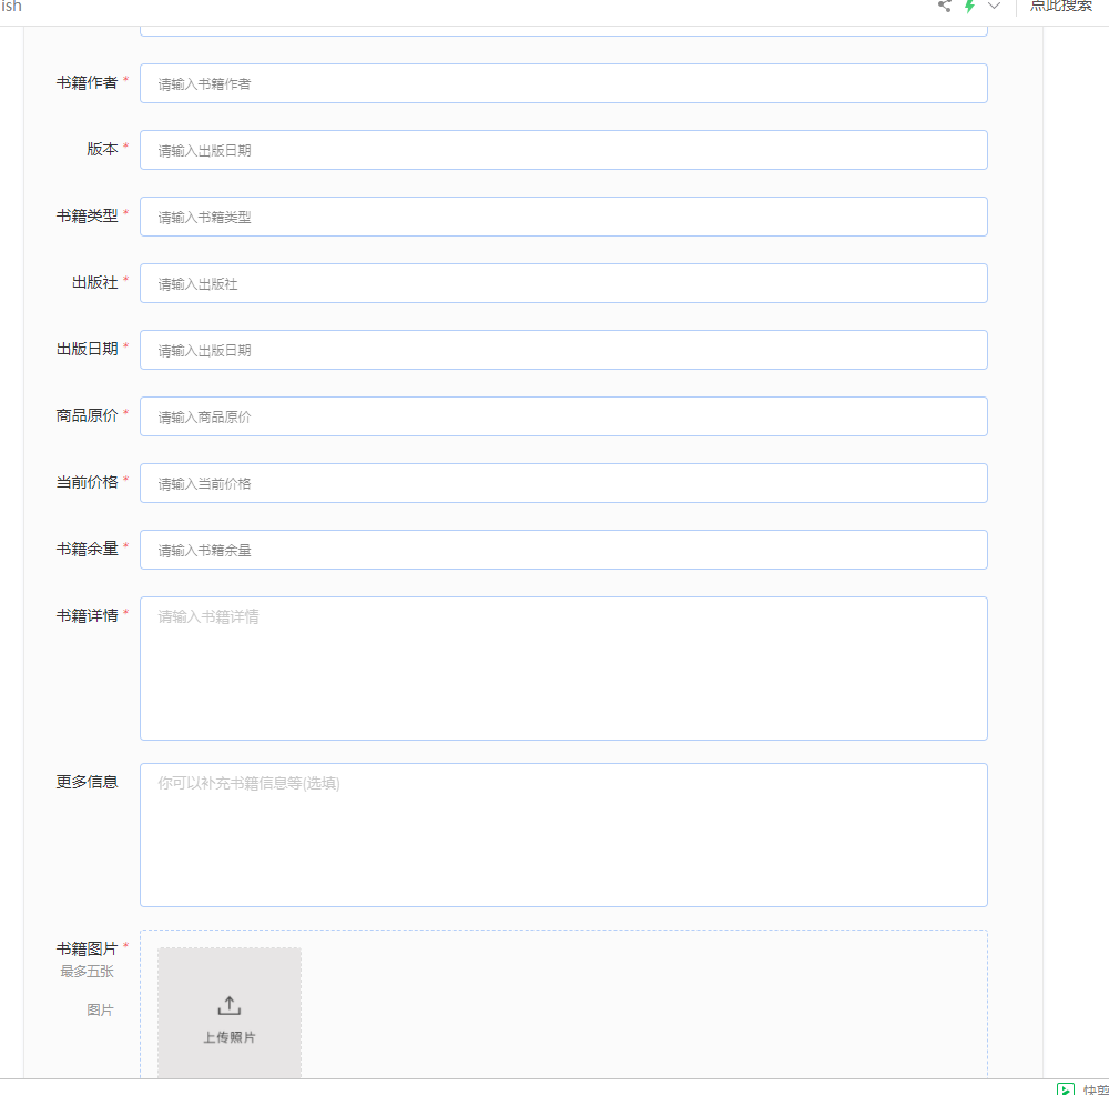 ish
点此搜索
书籍作者 *
请输入书籍作者
版本 *
请输入出版日期
书籍类型 *
请输入书籍类型
出版社 *
请输入出版社
出版日期 *
请输入出版日期
商品原价 *
请输入商品原价
当前价格 *
请输入当前价格
书籍余量 *
请输入书籍余量
书籍详情 *
请输入书籍详情
更多信息
你可以补充书籍信息等(选填)
书籍图片 *
最多五张
图片
上传照片
快剪